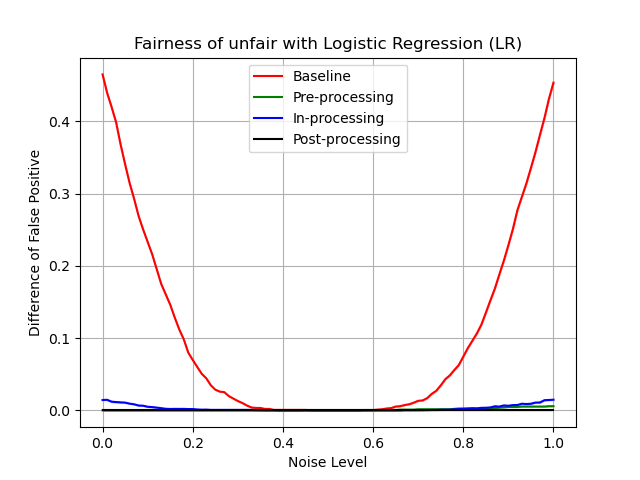 Fairness of unfair with Logistic Regression (LR)
Baseline
Pre-processing
In-processing
Post-processing
Difference of False Positive
0.4
0.3
0.2
0.1
0.0
0.0 0.2 0.4 0.6 0.8 1.0
Noise Level